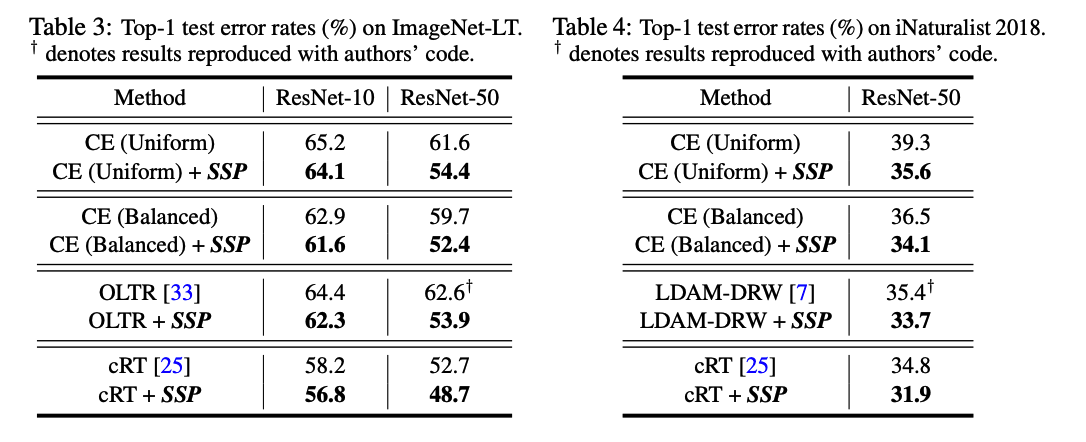 Table 3: Top-1 test error rates (%) on ImageNet-LT.
† denotes results reproduced with authors' code.
Method ResNet-10 ResNet-50
CE (Uniform) 65.2 61.6
CE (Uniform) + SSP 64.1 54.4
CE (Balanced) 62.9 59.7
CE (Balanced) + SSP 61.6 52.4
OLTR [33] 64.4 62.6†
OLTR + SSP 62.3 53.9
cRT [25] 58.2 52.7
cRT + SSP 56.8 48.7
Table 4: Top-1 test error rates (%) on iNaturalist 2018.
† denotes results reproduced with authors' code.
Method ResNet-50
CE (Uniform) 39.3
CE (Uniform) + SSP 35.6
CE (Balanced) 36.5
CE (Balanced) + SSP 34.1
LDAM-DRW [7] 35.4†
LDAM-DRW + SSP 33.7
cRT [25] 34.8
cRT + SSP 31.9